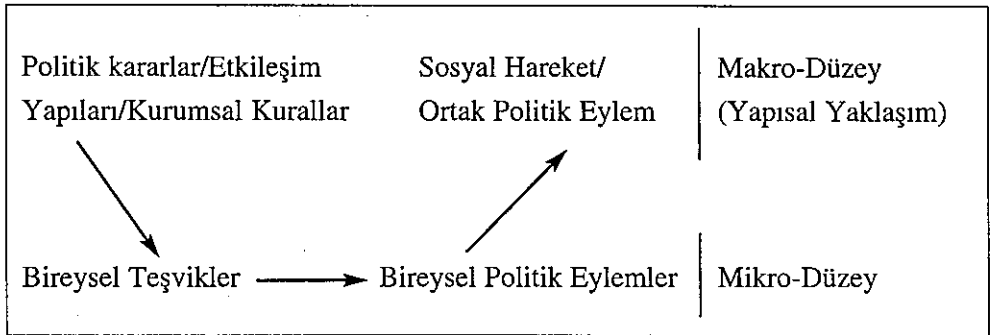 Politik kararlar/Etkileşim
Yapıları/Kurumsal Kurallar
Sosyal Hareket/
Ortak Politik Eylem
Makro-Düzey
(Yapısal Yaklaşım)
Bireysel Teşvikler
Bireysel Politik Eylemler
Mikro-Düzey